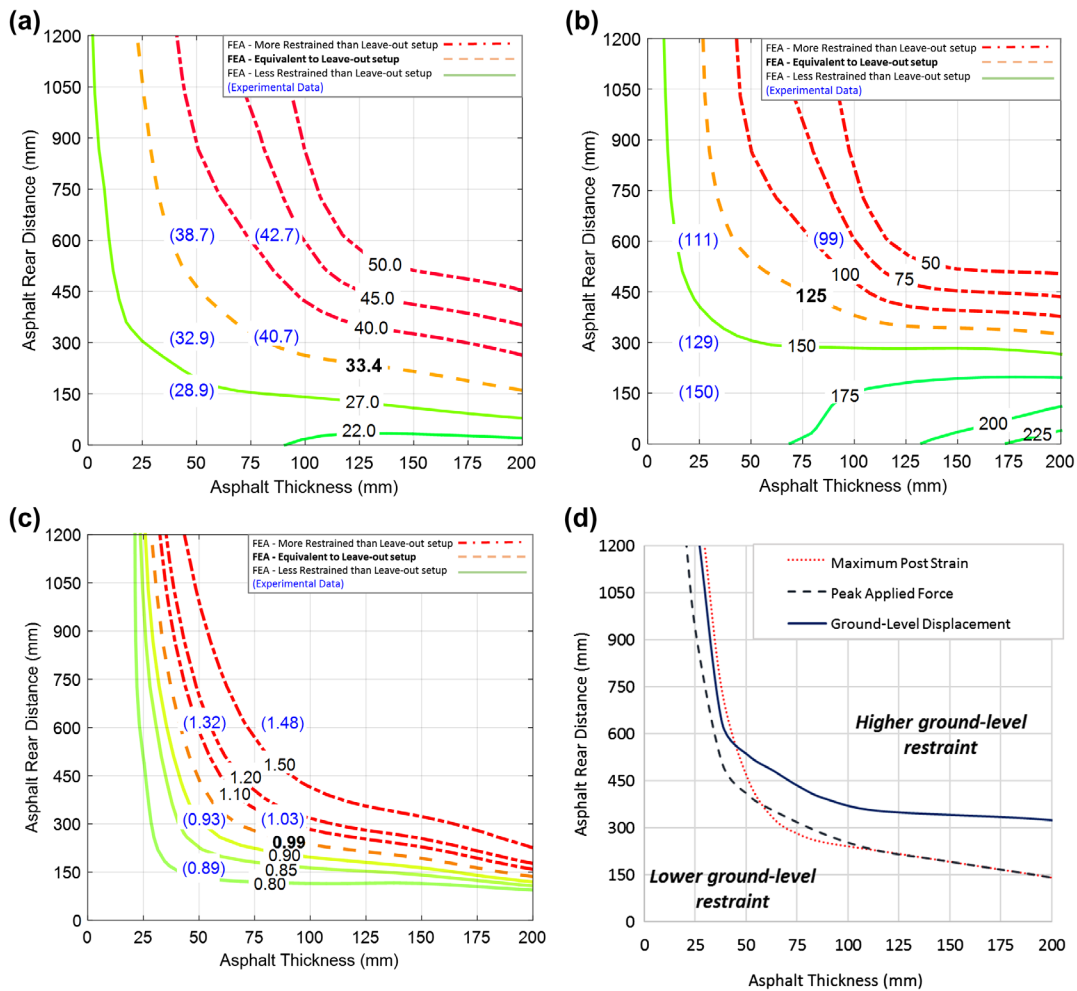 (a)
1200
1050
900
750
600
450
300
150
0
Asphalt Rear Distance (mm)
FEA - More Restrained than Leave-out setup
FEA - Equivalent to Leave-out setup
FEA - Less Restrained than Leave-out setup
(Experimental Data)
(38.7)
(42.7)
50.0
45.0
40.0
(32.9)
(40.7)
33.4
(28.9)
27.0
22.0
0 25 50 75 100 125 150 175 200
Asphalt Thickness (mm)
(b)
1200
1050
900
750
600
450
300
150
0
Asphalt Rear Distance (mm)
FEA - More Restrained than Leave-out setup
FEA - Equivalent to Leave-out setup
FEA - Less Restrained than Leave-out setup
(Experimental Data)
(111)
(99)
50
100
75
125
(129)
150
(150)
175
200
225
0 25 50 75 100 125 150 175 200
Asphalt Thickness (mm)
(c)
1200
1050
900
750
600
450
300
150
0
Asphalt Rear Distance (mm)
FEA - More Restrained than Leave-out setup
FEA - Equivalent to Leave-out setup
FEA - Less Restrained than Leave-out setup
(Experimental Data)
(1.32)
(1.48)
1.50
1.20
1.10
(0.93)
(1.03)
0.99
0.90
(0.89)
0.85
0.80
0 25 50 75 100 125 150 175 200
Asphalt Thickness (mm)
(d)
1200
1050
900
750
600
450
300
150
0
Asphalt Rear Distance (mm)
Maximum Post Strain
Peak Applied Force
Ground-Level Displacement
Higher ground-level
restraint
Lower ground-level
restraint
0 25 50 75 100 125 150 175 200
Asphalt Thickness (mm)